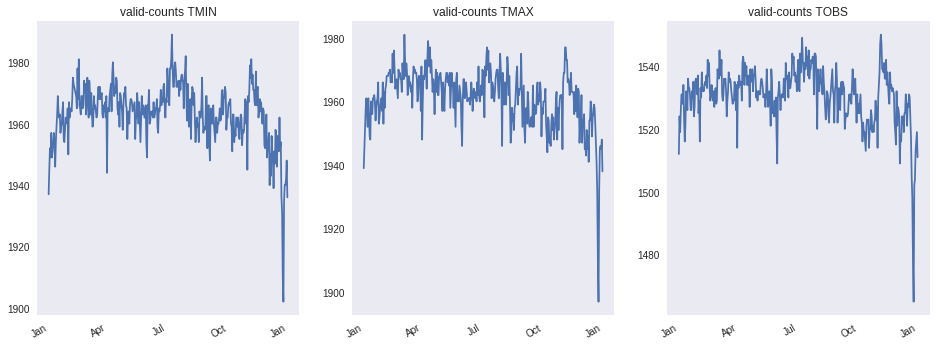 valid-counts TMIN
1980
1960
1940
1920
1900
Jan
Apr
Jul
Oct
Jan
valid-counts TMAX
1980
1960
1940
1920
1900
Jan
Apr
Jul
Oct
Jan
valid-counts TOBS
1540
1520
1500
1480
Jan
Apr
Jul
Oct
Jan